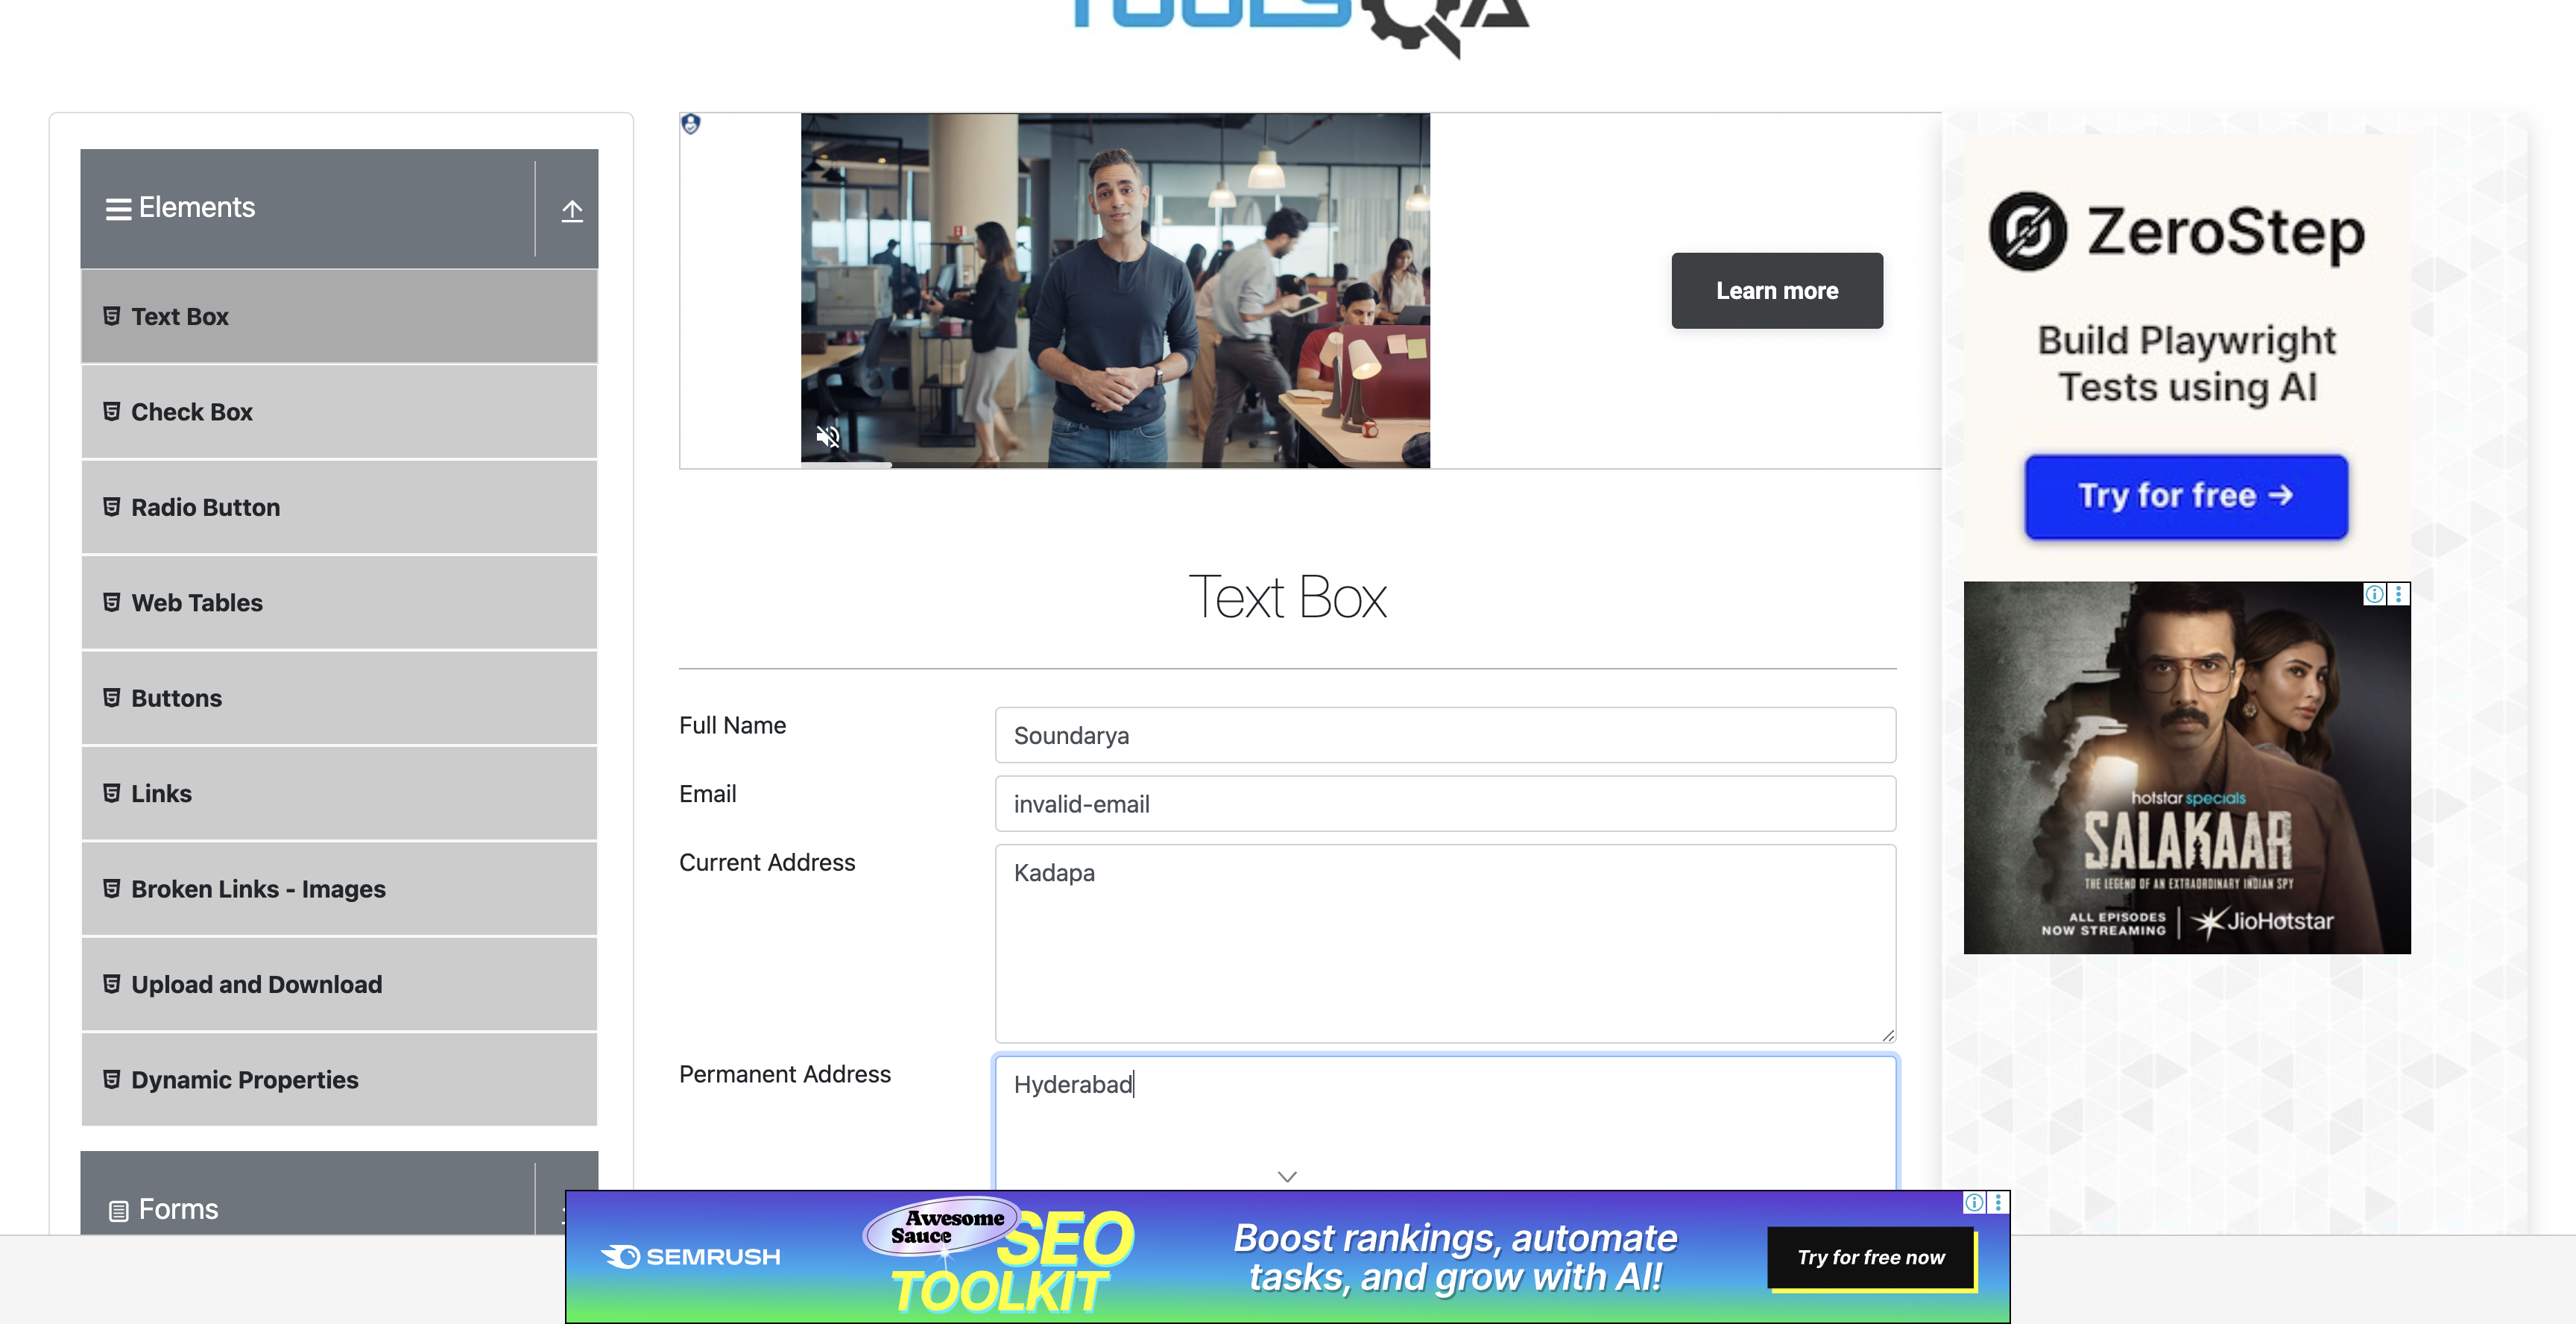 TOOLSQA
Elements
Text Box
Check Box
Radio Button
Web Tables
Buttons
Links
Broken Links - Images
Upload and Download
Dynamic Properties
Forms
Learn more
Text Box
Full Name
Soundarya
Email
invalid-email
Current Address
Kadapa
Permanent Address
Hyderabad
ZeroStep
Build Playwright
Tests using AI
Try for free →
hotstar specials
SALAKAAR
THE LEGEND OF AN EXTRAORDINARY INDIAN SPY
ALL EPISODES
NOW STREAMING
JioHotstar
SEMRUSH
Awesome
Sauce
SEO
TOOLKIT
Boost rankings, automate
tasks, and grow with AI!
Try for free now